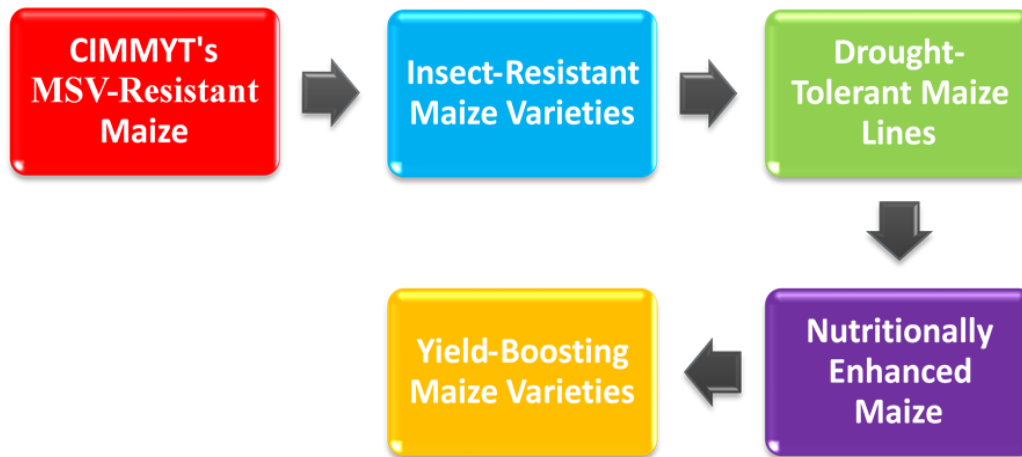 CIMMYT's
MSV-Resistant
Maize
Insect-Resistant
Maize Varieties
Drought-
Tolerant Maize
Lines
Nutritionally
Enhanced
Maize
Yield-Boosting
Maize Varieties